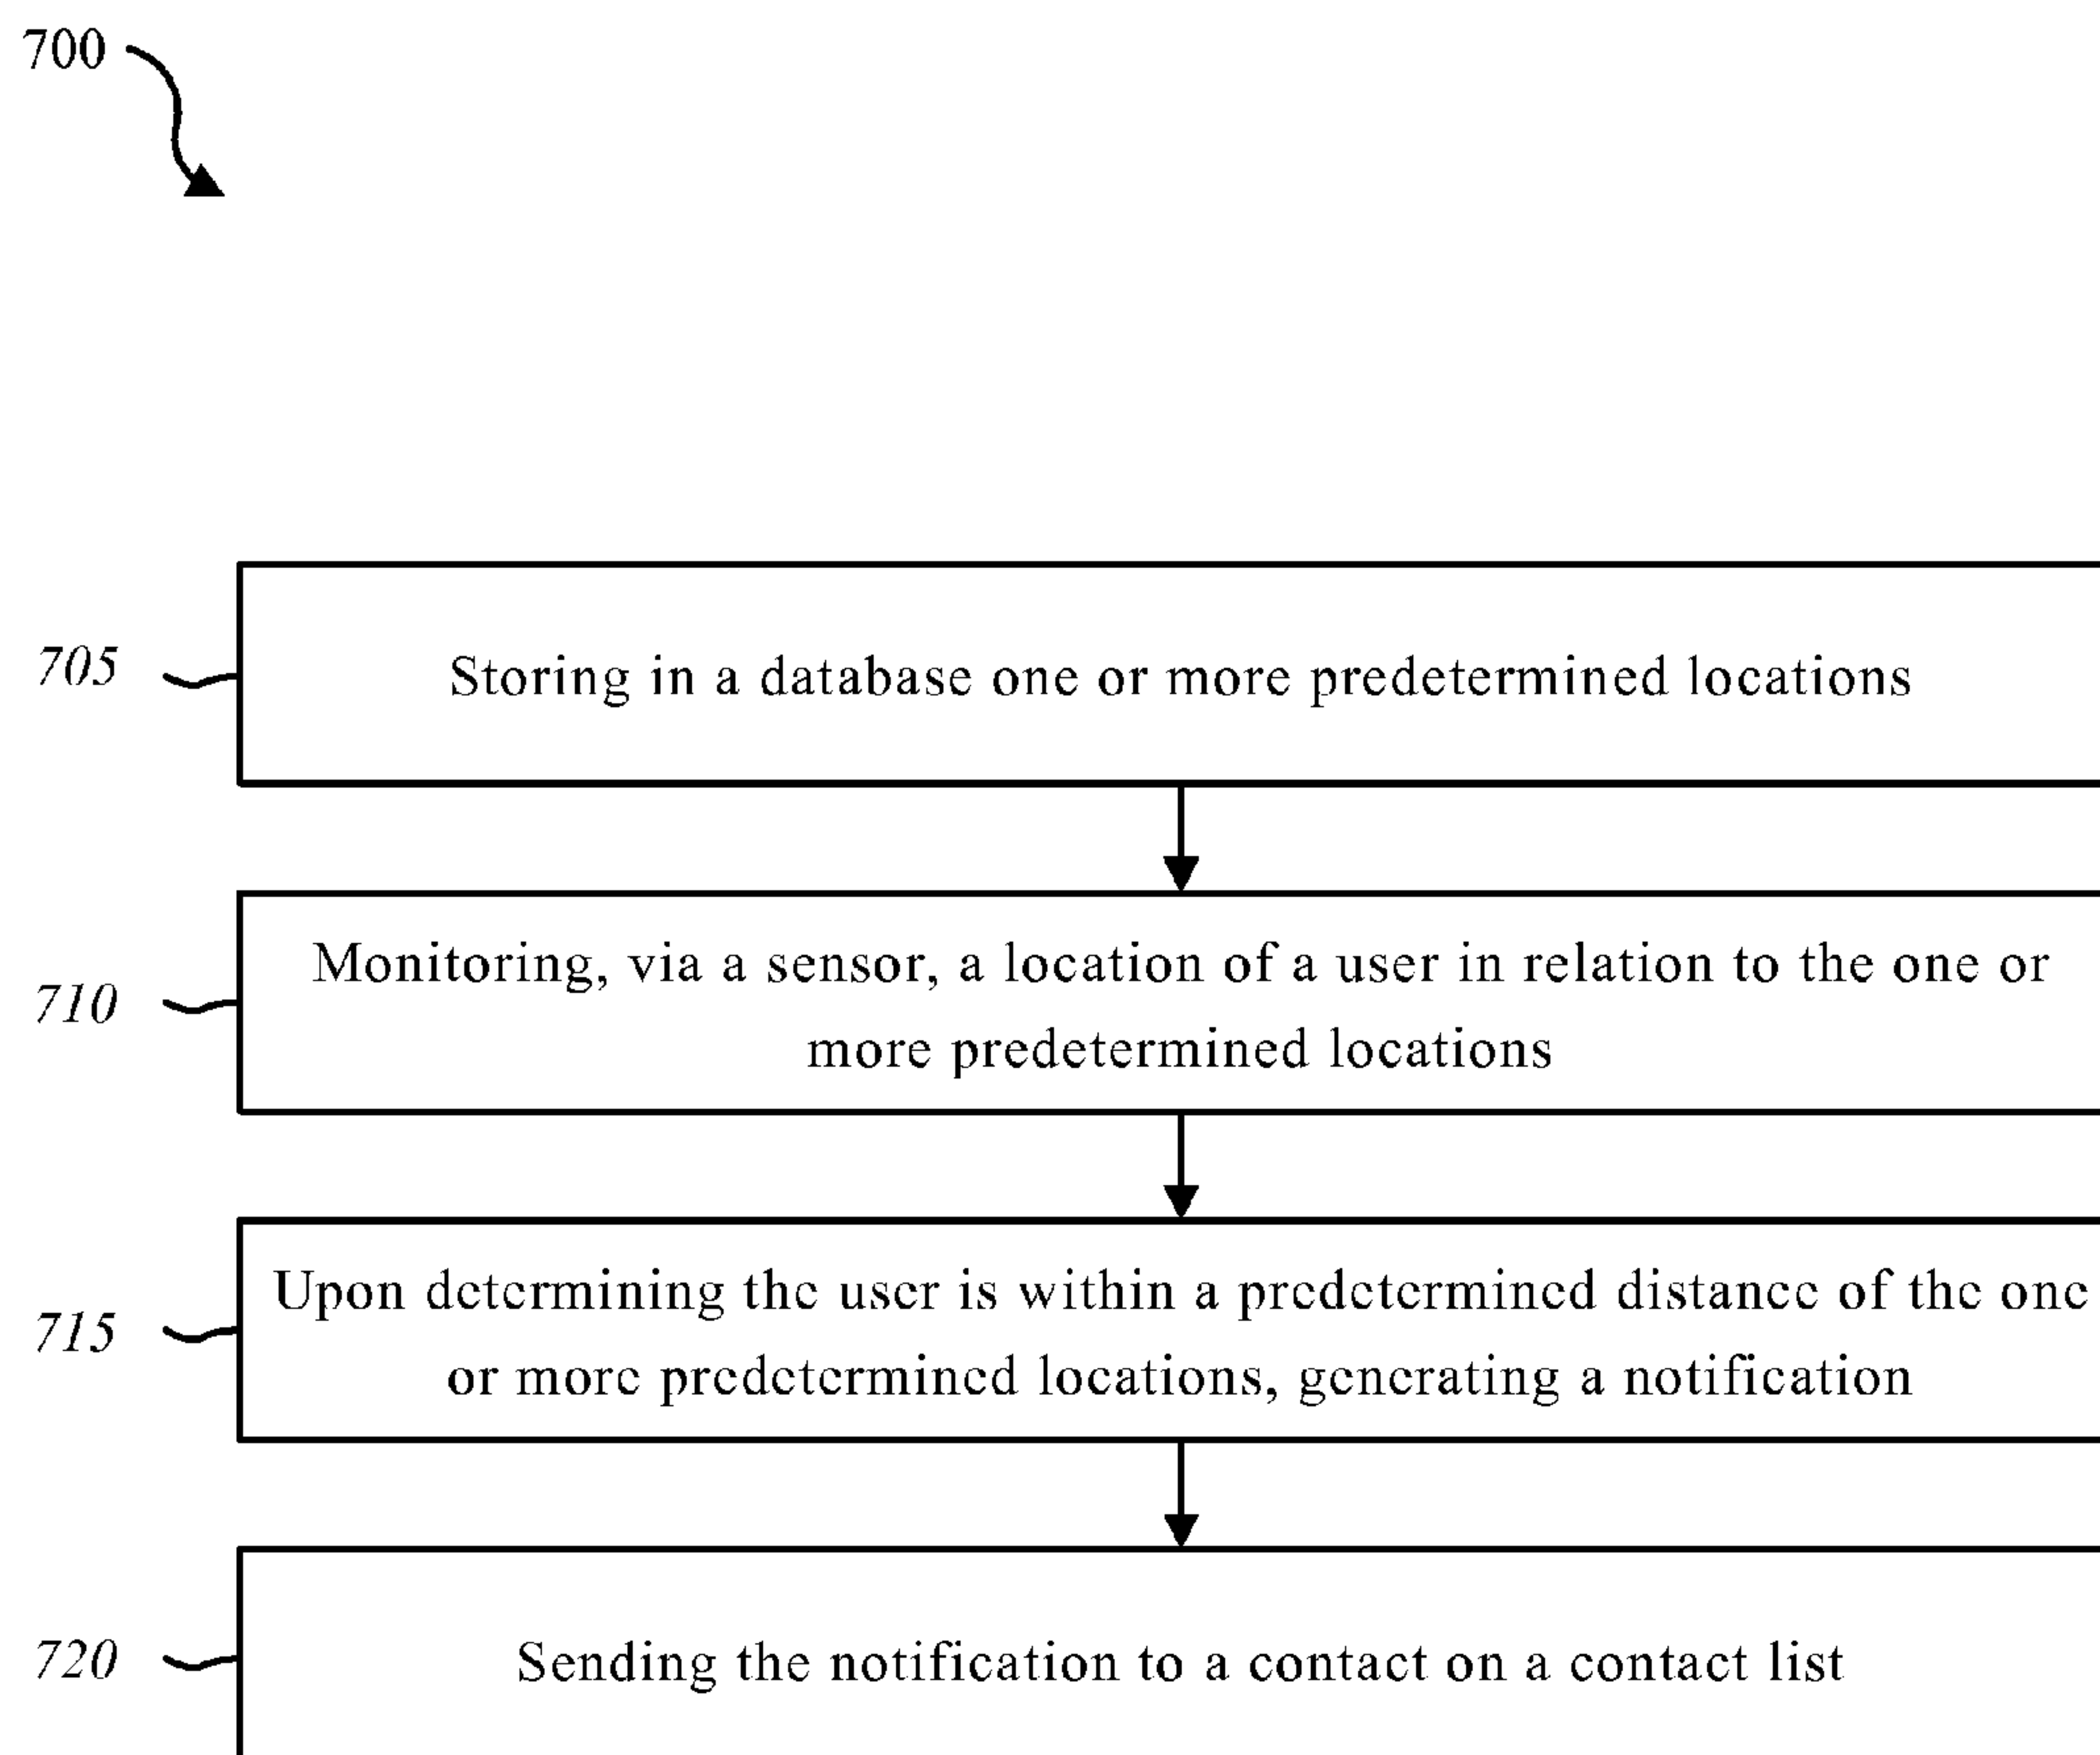 700
705
Storing in a database one or more predetermined locations
710
Monitoring, via a sensor, a location of a user in relation to the one or
more predetermined locations
715
Upon determining the user is within a predetermined distance of the one
or more predetermined locations, generating a notification
720
Sending the notification to a contact on a contact list